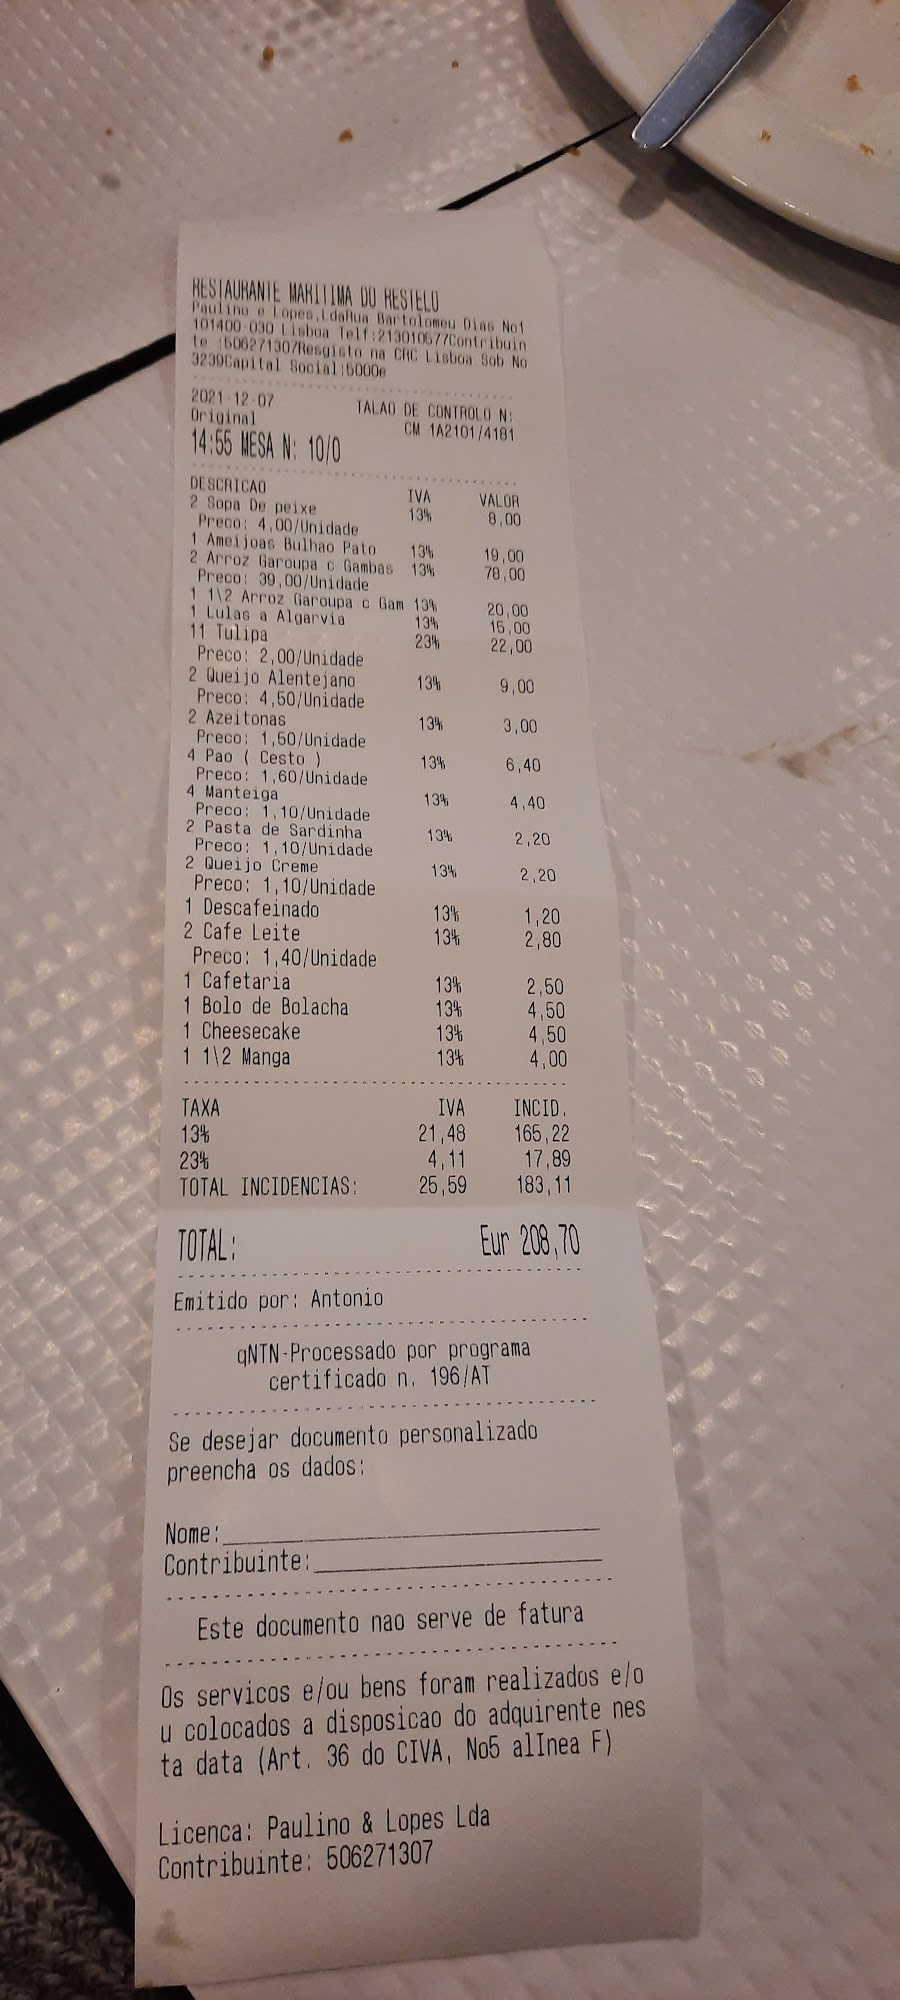 RESTAURANTE MARITIMA DO RESTELO
Paulino e Lopes,LdaRua Bartolomeu Dias No1
101400-030 Lisboa Telf:213010577Contribuin
te :506271307Resgisto na CRC Lisboa Sob No
3239Capital Social:5000e
2021-12-07
TALAO DE CONTROLO N:
Original
CM 1A2101/4181
14:55 MESA N: 10/0
DESCRICAO IVA VALOR
2 Sopa De peixe 13% 8,00
Preco: 4,00/Unidade
1 Ameijoas Bulhao Pato 13% 19,00
2 Arroz Garoupa c Gambas 13% 78,00
Preco: 39,00/Unidade
1 1\2 Arroz Garoupa c Gam 13% 20,00
1 Lulas a Algarvia 13% 15,00
11 Tulipa 23% 22,00
Preco: 2,00/Unidade
2 Queijo Alentejano 13% 9,00
Preco: 4,50/Unidade
2 Azeitonas 13% 3,00
Preco: 1,50/Unidade
4 Pao ( Cesto ) 13% 6,40
Preco: 1,60/Unidade
4 Manteiga 13% 4,40
Preco: 1,10/Unidade
2 Pasta de Sardinha 13% 2,20
Preco: 1,10/Unidade
2 Queijo Creme 13% 2,20
Preco: 1,10/Unidade
1 Descafeinado 13% 1,20
2 Cafe Leite 13% 2,80
Preco: 1,40/Unidade
1 Cafetaria 13% 2,50
1 Bolo de Bolacha 13% 4,50
1 Cheesecake 13% 4,50
1 1\2 Manga 13% 4,00
TAXA IVA INCID.
13% 21,48 165,22
23% 4,11 17,89
TOTAL INCIDENCIAS: 25,59 183,11
TOTAL: Eur 208,70
Emitido por: Antonio
qNTN-Processado por programa
certificado n. 196/AT
Se desejar documento personalizado
preencha os dados:
Nome:
Contribuinte:
Este documento nao serve de fatura
Os servicos e/ou bens foram realizados e/o
u colocados a disposicao do adquirente nes
ta data (Art. 36 do CIVA, No5 alInea F)
Licenca: Paulino & Lopes Lda
Contribuinte: 506271307